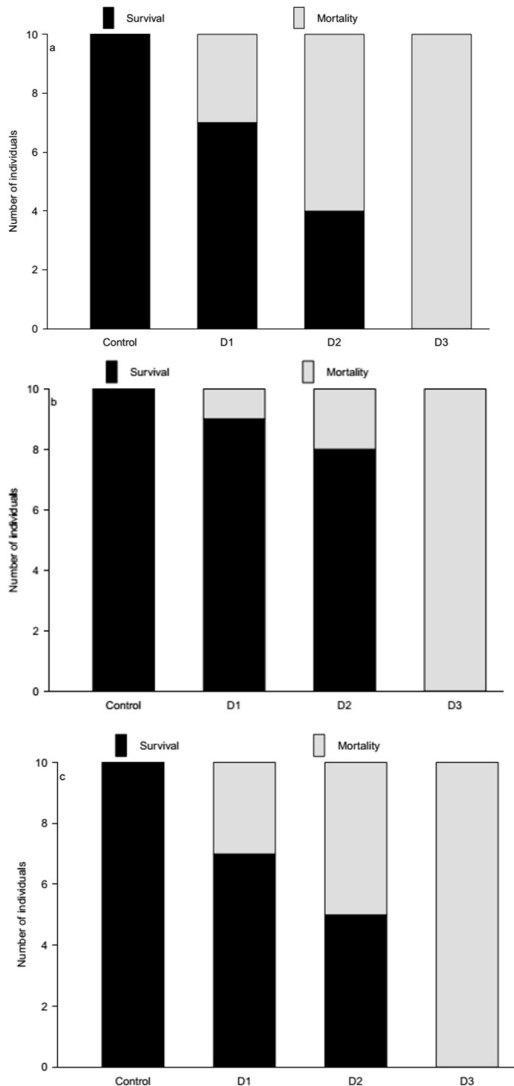 Survival Mortality
10
a
8
6
4
2
0
Number of individuals
Control D1 D2 D3
Survival Mortality
10
b
8
6
4
2
0
Number of individuals
Control D1 D2 D3
Survival Mortality
10
c
8
6
4
2
0
Number of individuals
Control D1 D2 D3